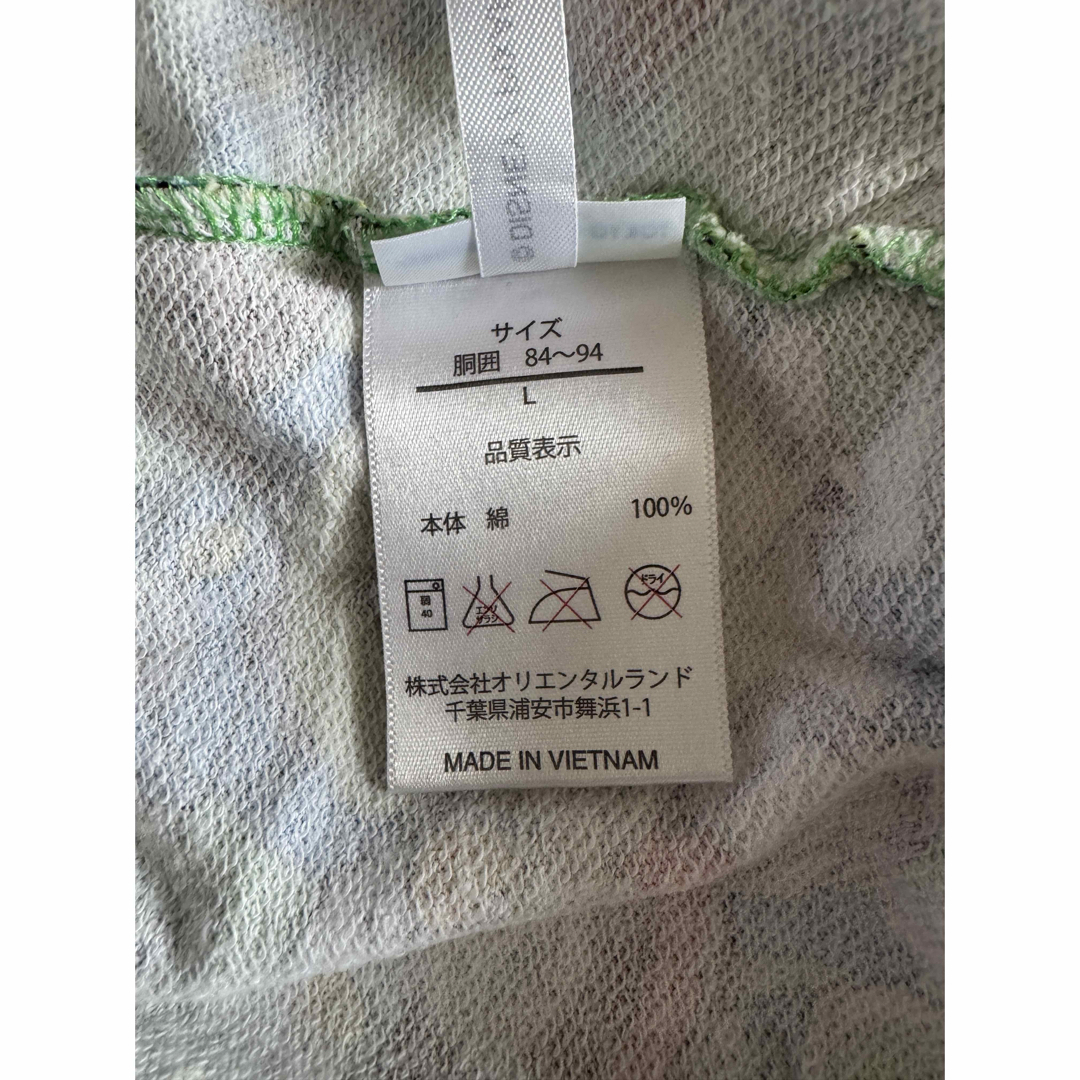 © DISNEY
サイズ
胴囲 84～94
L
品質表示
本体 綿 100%
弱
40
エンソ
サラシ
ドライ
株式会社オリエンタルランド
千葉県浦安市舞浜1-1
MADE IN VIETNAM